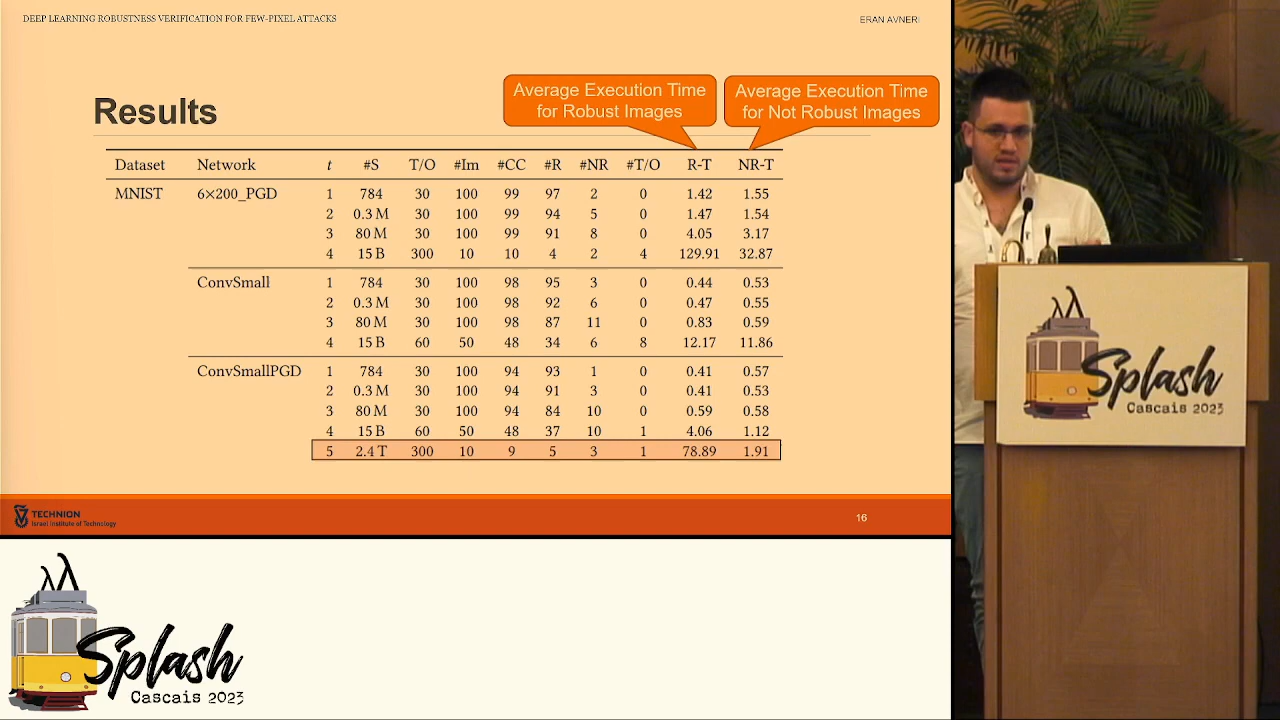 DEEP LEARNING ROBUSTNESS VERIFICATION FOR FEW-PIXEL ATTACKS
ERAN AVNERI
Average Execution Time
for Robust Images
Average Execution Time
for Not Robust Images
Results
Dataset Network t #S T/O #Im #CC #R #NR #T/O R-T NR-T
MNIST 6×200_PGD 1 784 30 100 99 97 2 0 1.42 1.55
2 0.3 M 30 100 99 94 5 0 1.47 1.54
3 80 M 30 100 99 91 8 0 4.05 3.17
4 15 B 300 10 10 4 2 4 129.91 32.87
ConvSmall 1 784 30 100 98 95 3 0 0.44 0.53
2 0.3 M 30 100 98 92 6 0 0.47 0.55
3 80 M 30 100 98 87 11 0 0.83 0.59
4 15 B 60 50 48 34 6 8 12.17 11.86
ConvSmallPGD 1 784 30 100 94 93 1 0 0.41 0.57
2 0.3 M 30 100 94 91 3 0 0.41 0.53
3 80 M 30 100 94 84 10 0 0.59 0.58
4 15 B 60 50 48 37 10 1 4.06 1.12
5 2.4 T 300 10 9 5 3 1 78.89 1.91
TECHNION
Israel Institute of Technology
16
Splash
Cascais 2023
Splash
Cascais 2023